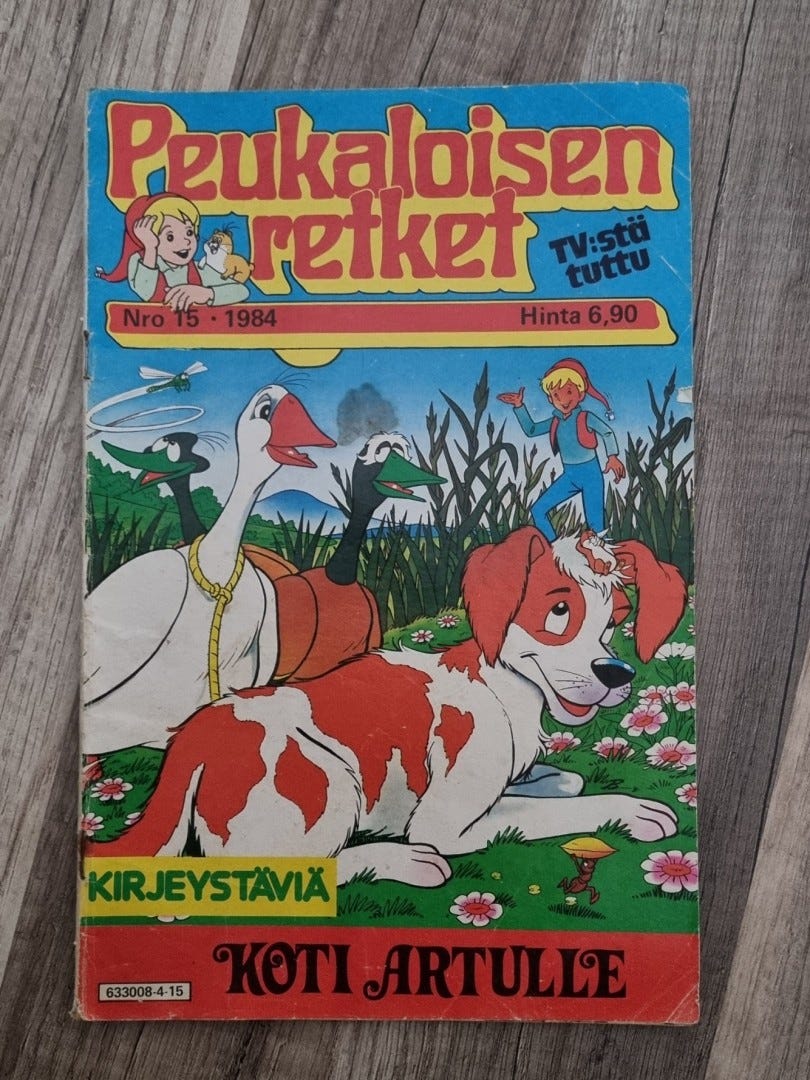 Peukaloisen
retket
TV:stä
tuttu
Nro 15 · 1984
Hinta 6,90
KIRJEYSTÄVIÄ
KOTI ARTULLE
633008-4-15